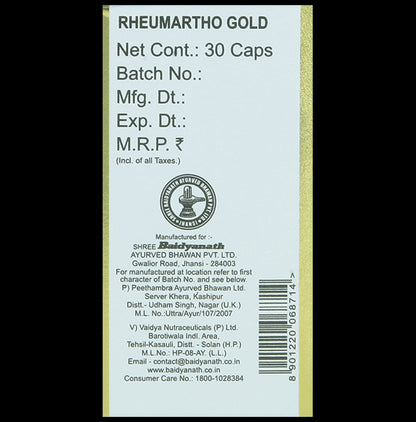 RHEUMARTHO GOLD
Net Cont.: 30 Caps
Batch No.:
Mfg. Dt.:
Exp. Dt.:
M.R.P. ₹
(Incl. of all Taxes.)
Manufactured for :-
SHREE Baidyanath
AYURVED BHAWAN PVT. LTD.
Gwalior Road, Jhansi - 284003
For manufactured at location refer to first
character of Batch No. and see below.
P) Peethambra Ayurved Bhawan Ltd.
Server Khera, Kashipur
Distt.- Udham Singh, Nagar (U.K.)
M.L. No.:Uttra/Ayur/107/2007
V) Vaidya Nutraceuticals (P) Ltd.
Barotiwala Indl. Area,
Tehsil-Kasauli, Distt. - Solan (H.P.)
M.L.No.: HP-08-AY. (L.L.)
Email - contact@baidyanath.co.in
www.baidyanath.co.in
Consumer Care No.: 1800-1028384
8 901220 068714 >